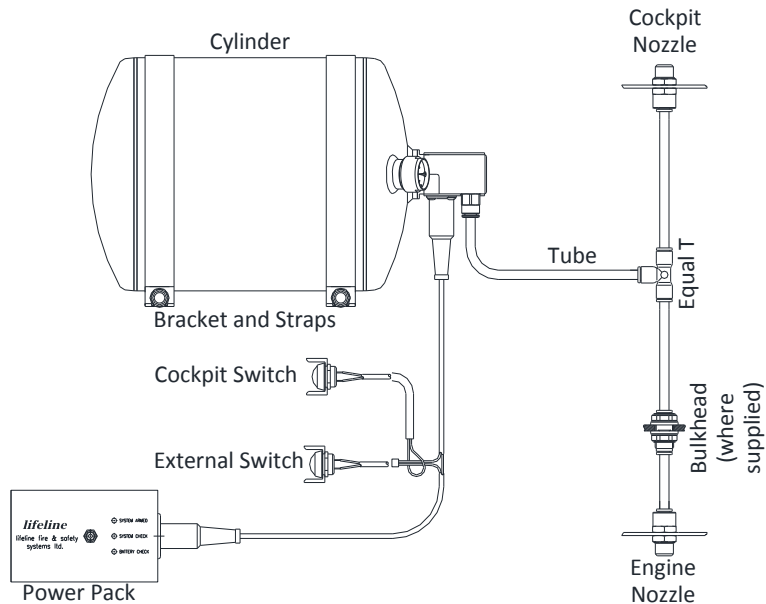 Cylinder
Cockpit
Nozzle
Tube
Equal T
Bracket and Straps
Cockpit Switch
External Switch
Bulkhead
(where
supplied)
lifeline
lifeline fire & safety
systems ltd.
SYSTEM ARMED
SYSTEM CHECK
BATTERY CHECK
Power Pack
Engine
Nozzle